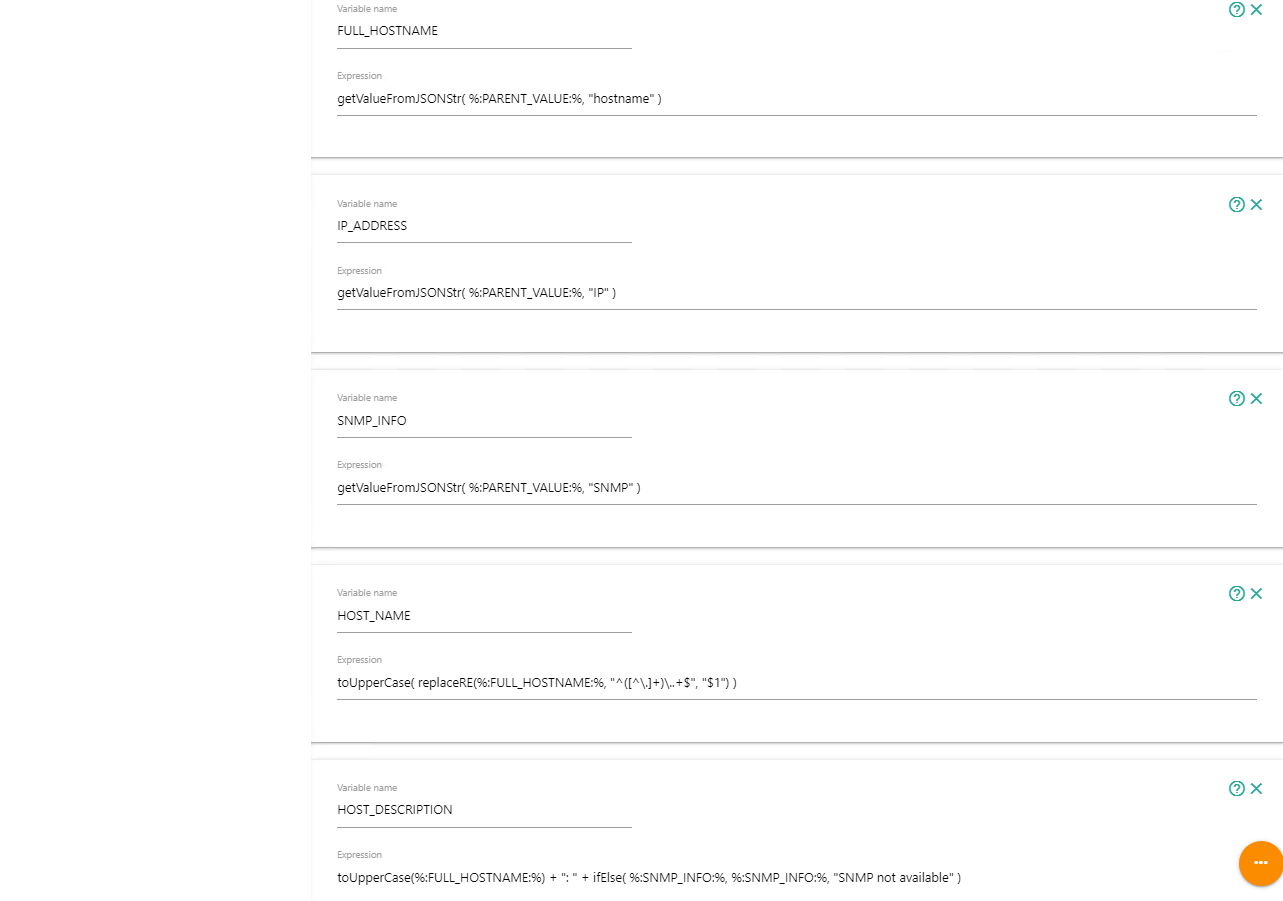 Variable name
FULL_HOSTNAME
Expression
getValueFromJSONStr( %:PARENT_VALUE:%, "hostname" )
Variable name
IP_ADDRESS
Expression
getValueFromJSONStr( %:PARENT_VALUE:%, "IP" )
Variable name
SNMP_INFO
Expression
getValueFromJSONStr( %:PARENT_VALUE:%, "SNMP" )
Variable name
HOST_NAME
Expression
toUpperCase( replaceRE(%:FULL_HOSTNAME:%, "^([^\.]+)\..+$", "$1") )
Variable name
HOST_DESCRIPTION
Expression
toUpperCase(%:FULL_HOSTNAME:%) + ": " + ifElse( %:SNMP_INFO:%, %:SNMP_INFO:%, "SNMP not available" )